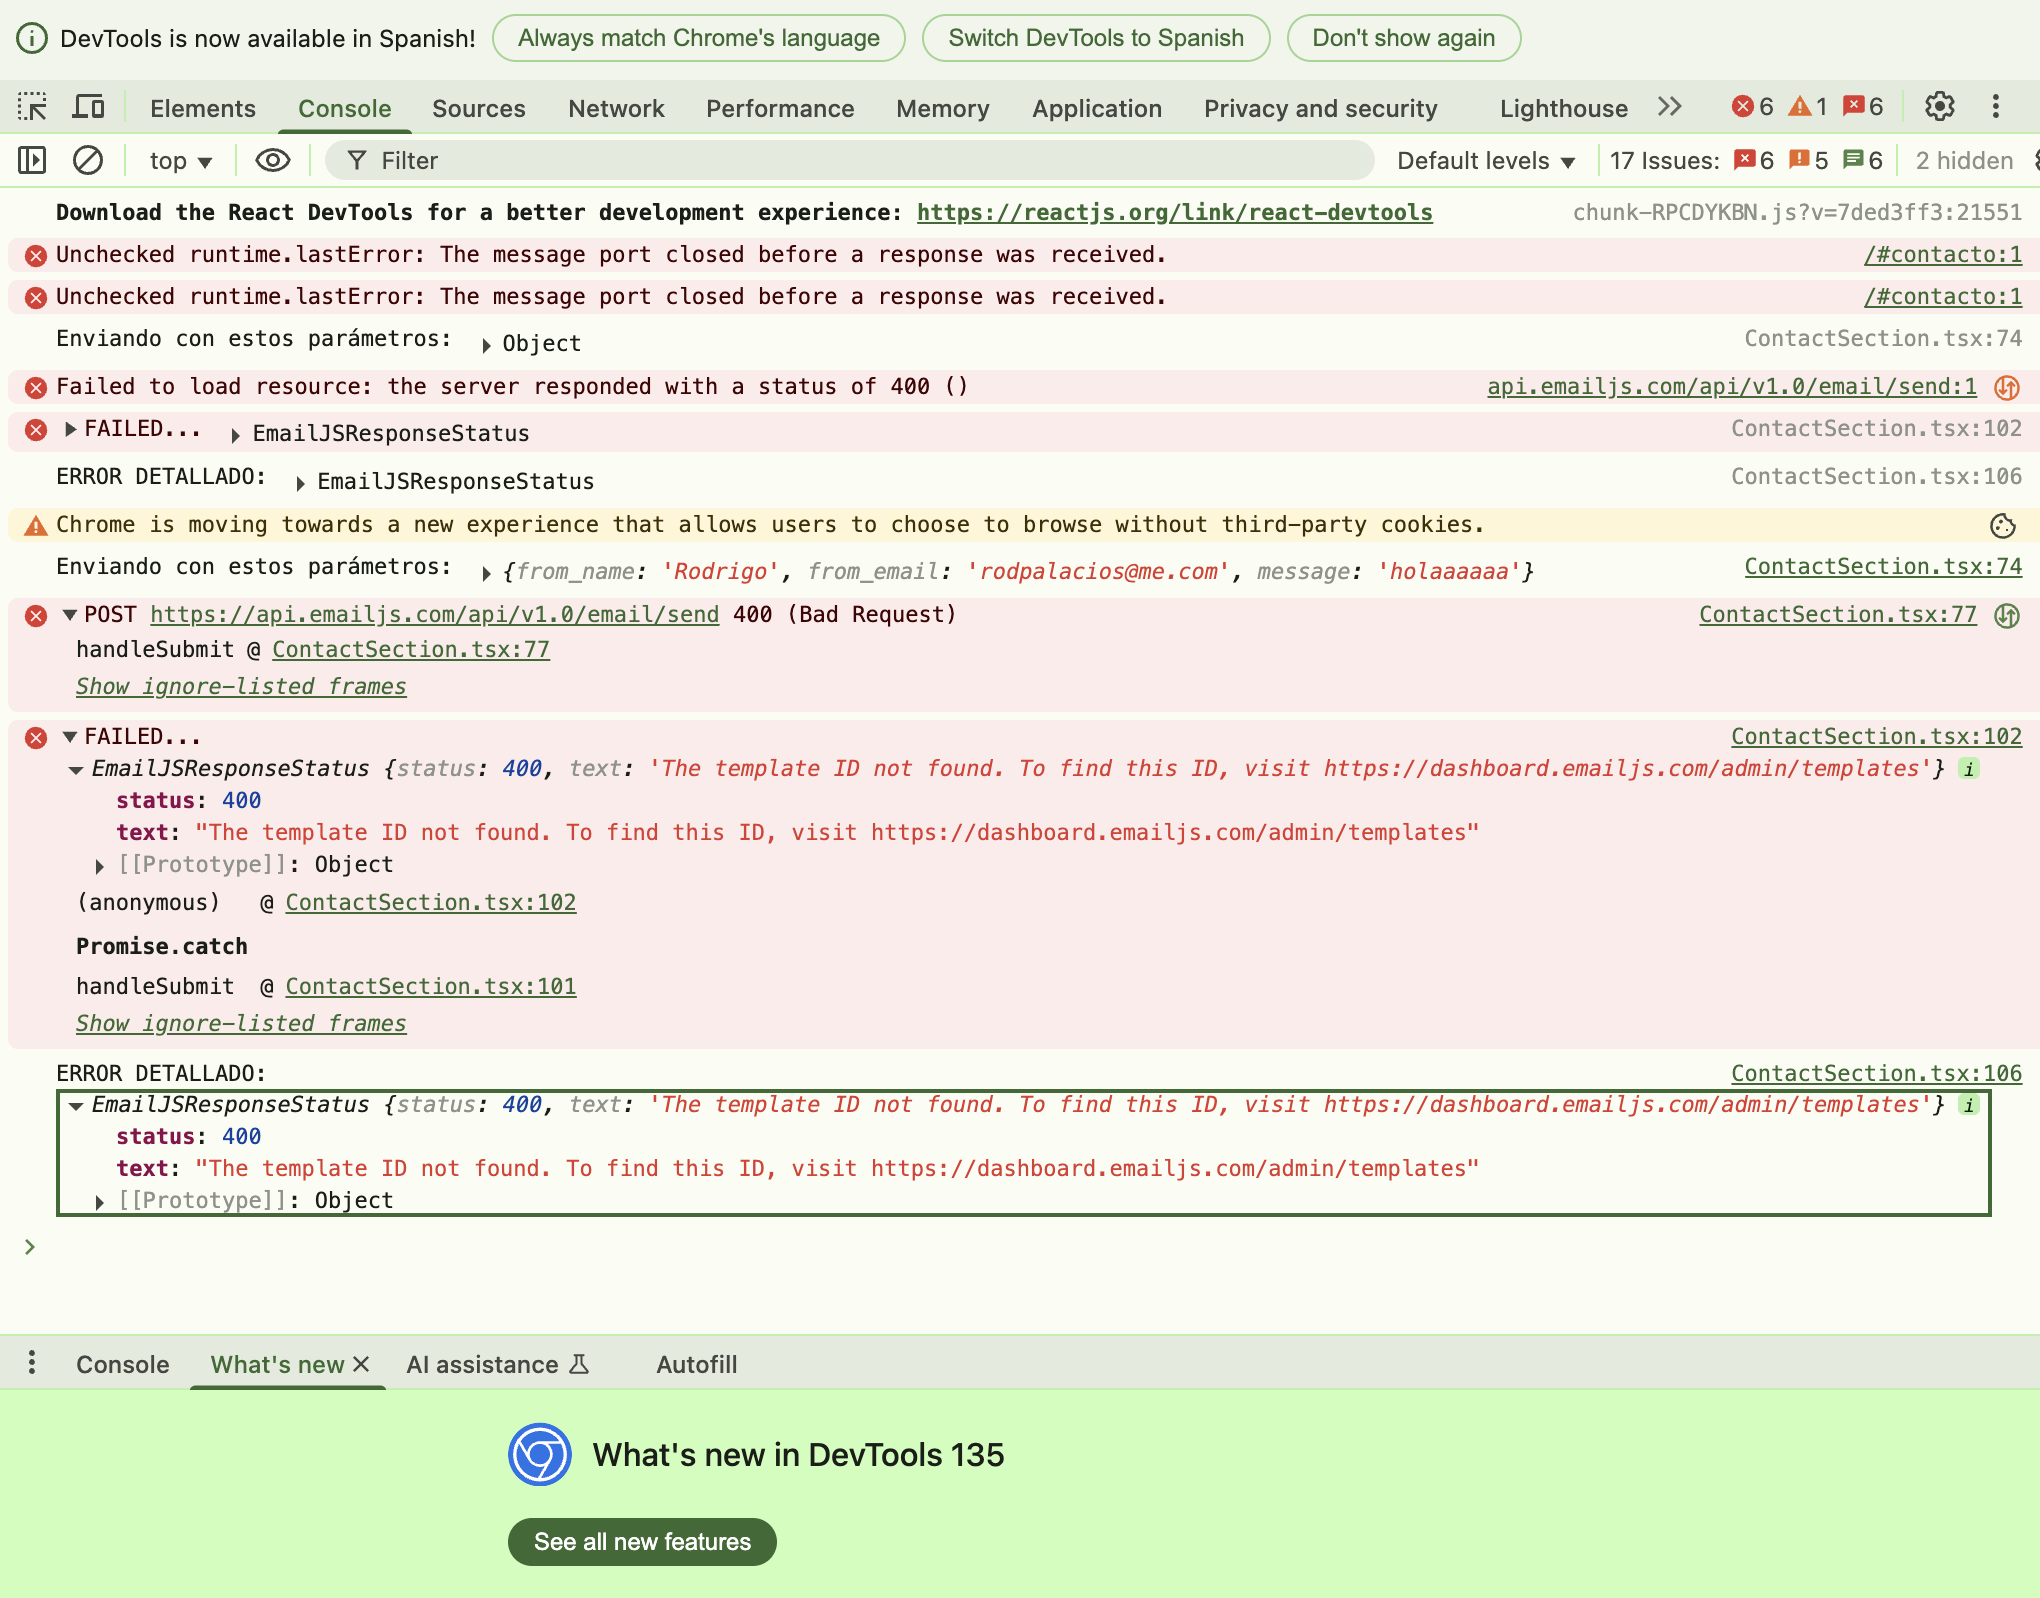 DevTools is now available in Spanish! Always match Chrome's language Switch DevTools to Spanish Don't show again
Elements Console Sources Network Performance Memory Application Privacy and security Lighthouse 6 1 6
top Filter Default levels 17 Issues: 6 5 6 2 hidden
Download the React DevTools for a better development experience: https://reactjs.org/link/react-devtools chunk-RPCDYKBN.js?v=7ded3ff3:21551
Unchecked runtime.lastError: The message port closed before a response was received. /#contacto:1
Unchecked runtime.lastError: The message port closed before a response was received. /#contacto:1
Enviando con estos parámetros: Object ContactSection.tsx:74
Failed to load resource: the server responded with a status of 400 () api.emailjs.com/api/v1.0/email/send:1
FAILED... EmailJSResponseStatus ContactSection.tsx:102
ERROR DETALLADO: EmailJSResponseStatus ContactSection.tsx:106
Chrome is moving towards a new experience that allows users to choose to browse without third-party cookies.
Enviando con estos parámetros: {from_name: 'Rodrigo', from_email: 'rodpalacios@me.com', message: 'holaaaaaa'} ContactSection.tsx:74
POST https://api.emailjs.com/api/v1.0/email/send 400 (Bad Request) ContactSection.tsx:77
handleSubmit @ ContactSection.tsx:77
Show ignore-listed frames
FAILED... ContactSection.tsx:102
EmailJSResponseStatus {status: 400, text: 'The template ID not found. To find this ID, visit https://dashboard.emailjs.com/admin/templates'} i
status: 400
text: "The template ID not found. To find this ID, visit https://dashboard.emailjs.com/admin/templates"
[[Prototype]]: Object
(anonymous) @ ContactSection.tsx:102
Promise.catch
handleSubmit @ ContactSection.tsx:101
Show ignore-listed frames
ERROR DETALLADO: ContactSection.tsx:106
EmailJSResponseStatus {status: 400, text: 'The template ID not found. To find this ID, visit https://dashboard.emailjs.com/admin/templates'} i
status: 400
text: "The template ID not found. To find this ID, visit https://dashboard.emailjs.com/admin/templates"
[[Prototype]]: Object
Console What's new AI assistance Autofill
What's new in DevTools 135
See all new features